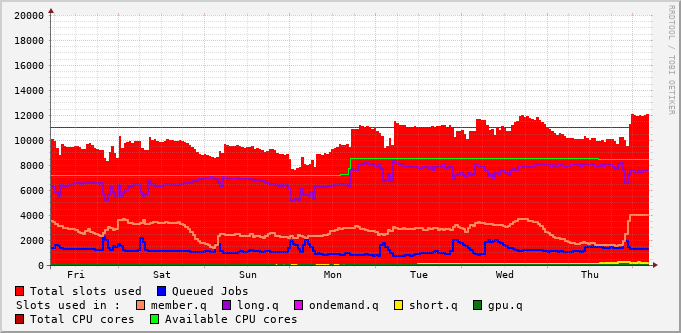 RRDTOOL / TOBI OETIKER
20000
18000
16000
14000
12000
10000
8000
6000
4000
2000
0
Fri Sat Sun Mon Tue Wed Thu
Total slots used Queued Jobs
Slots used in : member.q long.q ondemand.q short.q gpu.q
Total CPU cores Available CPU cores